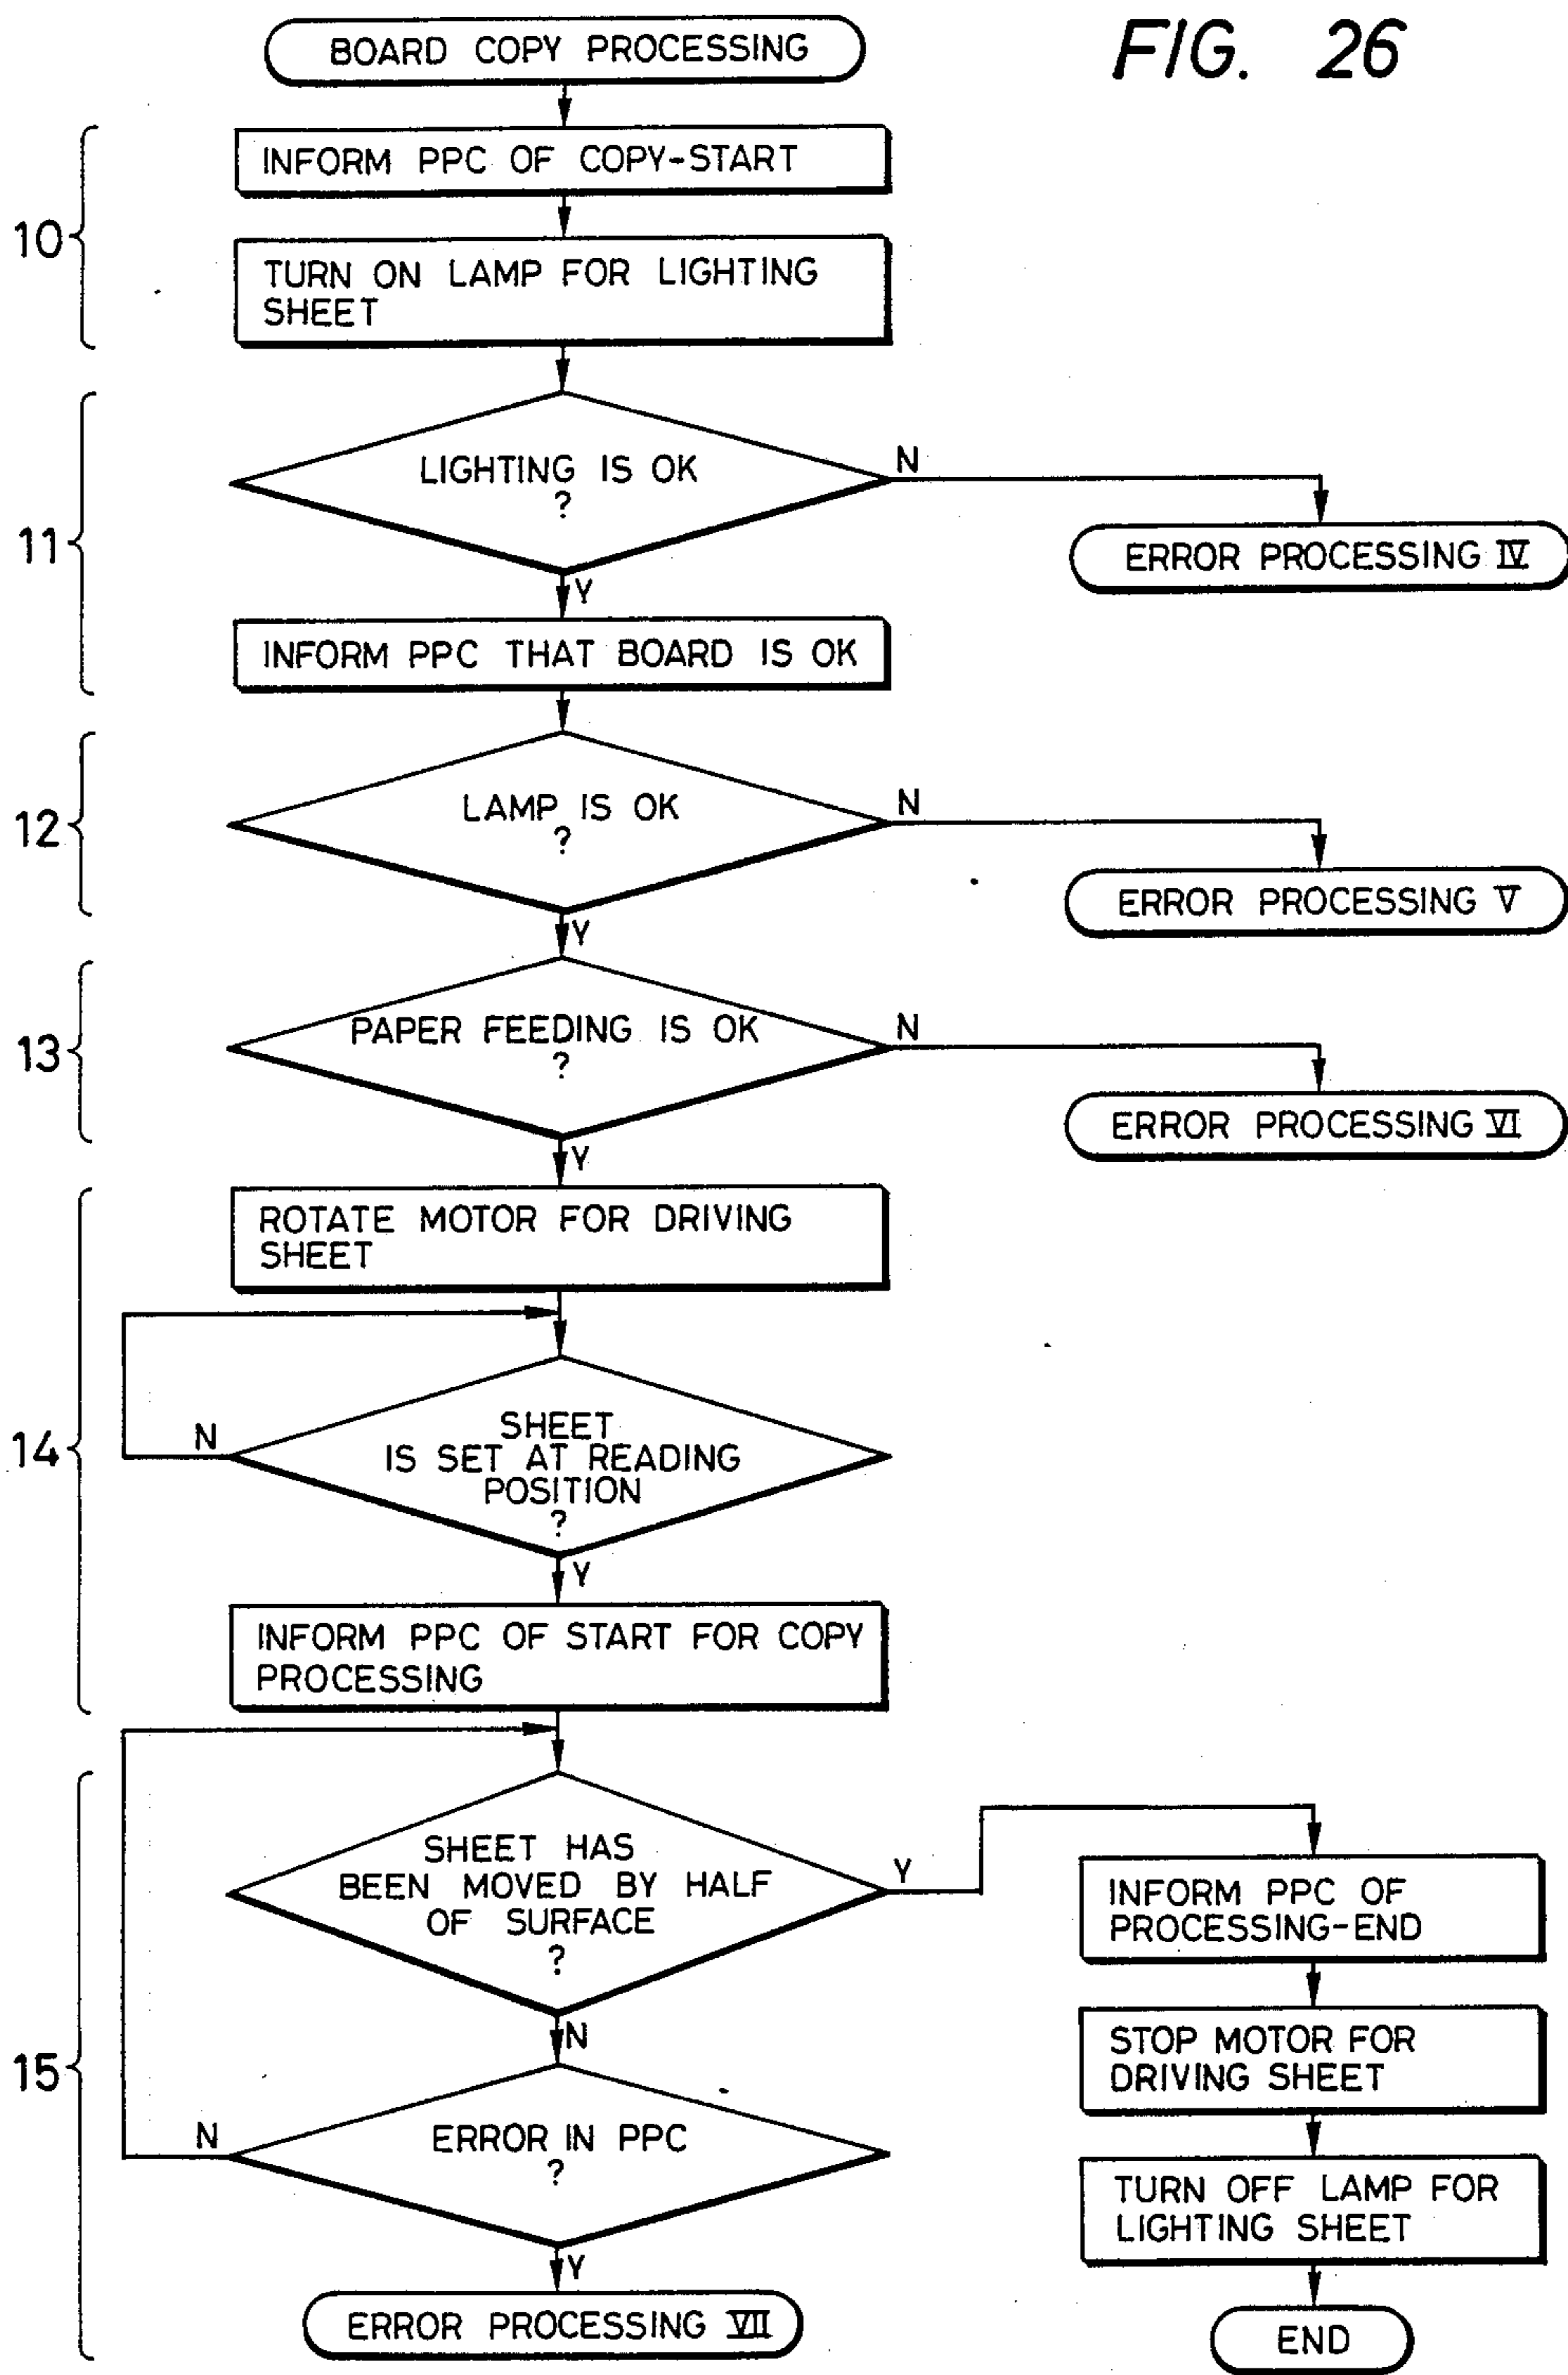 FIG. 26
BOARD COPY PROCESSING
10
INFORM PPC OF COPY-START
TURN ON LAMP FOR LIGHTING
SHEET
11
LIGHTING IS OK
?
N
ERROR PROCESSING IV
Y
INFORM PPC THAT BOARD IS OK
12
LAMP IS OK
?
N
ERROR PROCESSING V
Y
13
PAPER FEEDING IS OK
?
N
ERROR PROCESSING VI
Y
14
ROTATE MOTOR FOR DRIVING
SHEET
SHEET
IS SET AT READING
POSITION
?
N
Y
INFORM PPC OF START FOR COPY
PROCESSING
15
SHEET HAS
BEEN MOVED BY HALF
OF SURFACE
?
Y
N
ERROR IN PPC
?
N
Y
ERROR PROCESSING VII
INFORM PPC OF
PROCESSING-END
STOP MOTOR FOR
DRIVING SHEET
TURN OFF LAMP FOR
LIGHTING SHEET
END